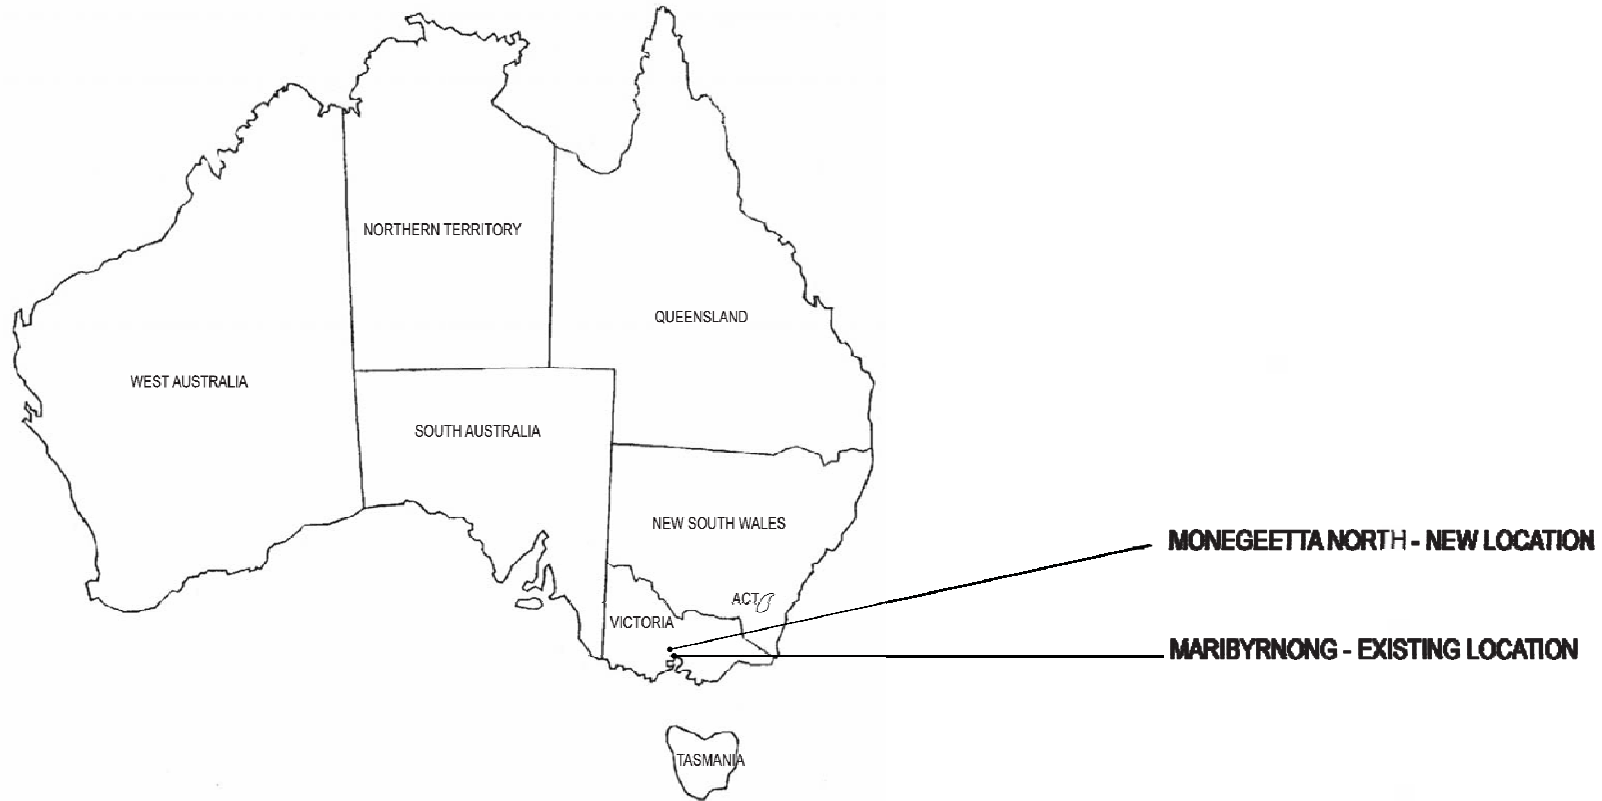 NORTHERN TERRITORY
QUEENSLAND
WEST AUSTRALIA
SOUTH AUSTRALIA
NEW SOUTH WALES
MONEGEETTA NORTH - NEW LOCATION
ACT
VICTORIA
MARIBYRNONG - EXISTING LOCATION
TASMANIA